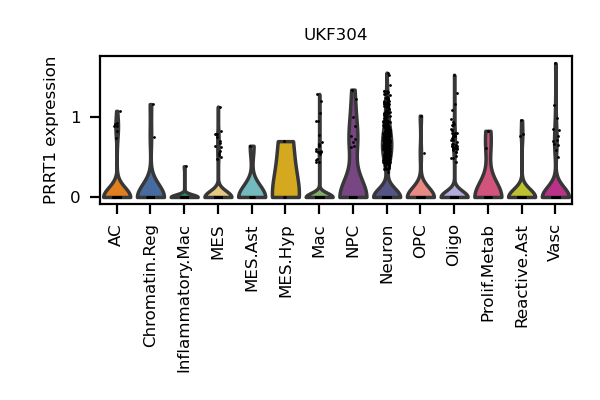 UKF304
PRRT1 expression
1
0
AC
Chromatin.Reg
Inflammatory.Mac
MES
MES.Ast
MES.Hyp
Mac
NPC
Neuron
OPC
Oligo
Prolif.Metab
Reactive.Ast
Vasc